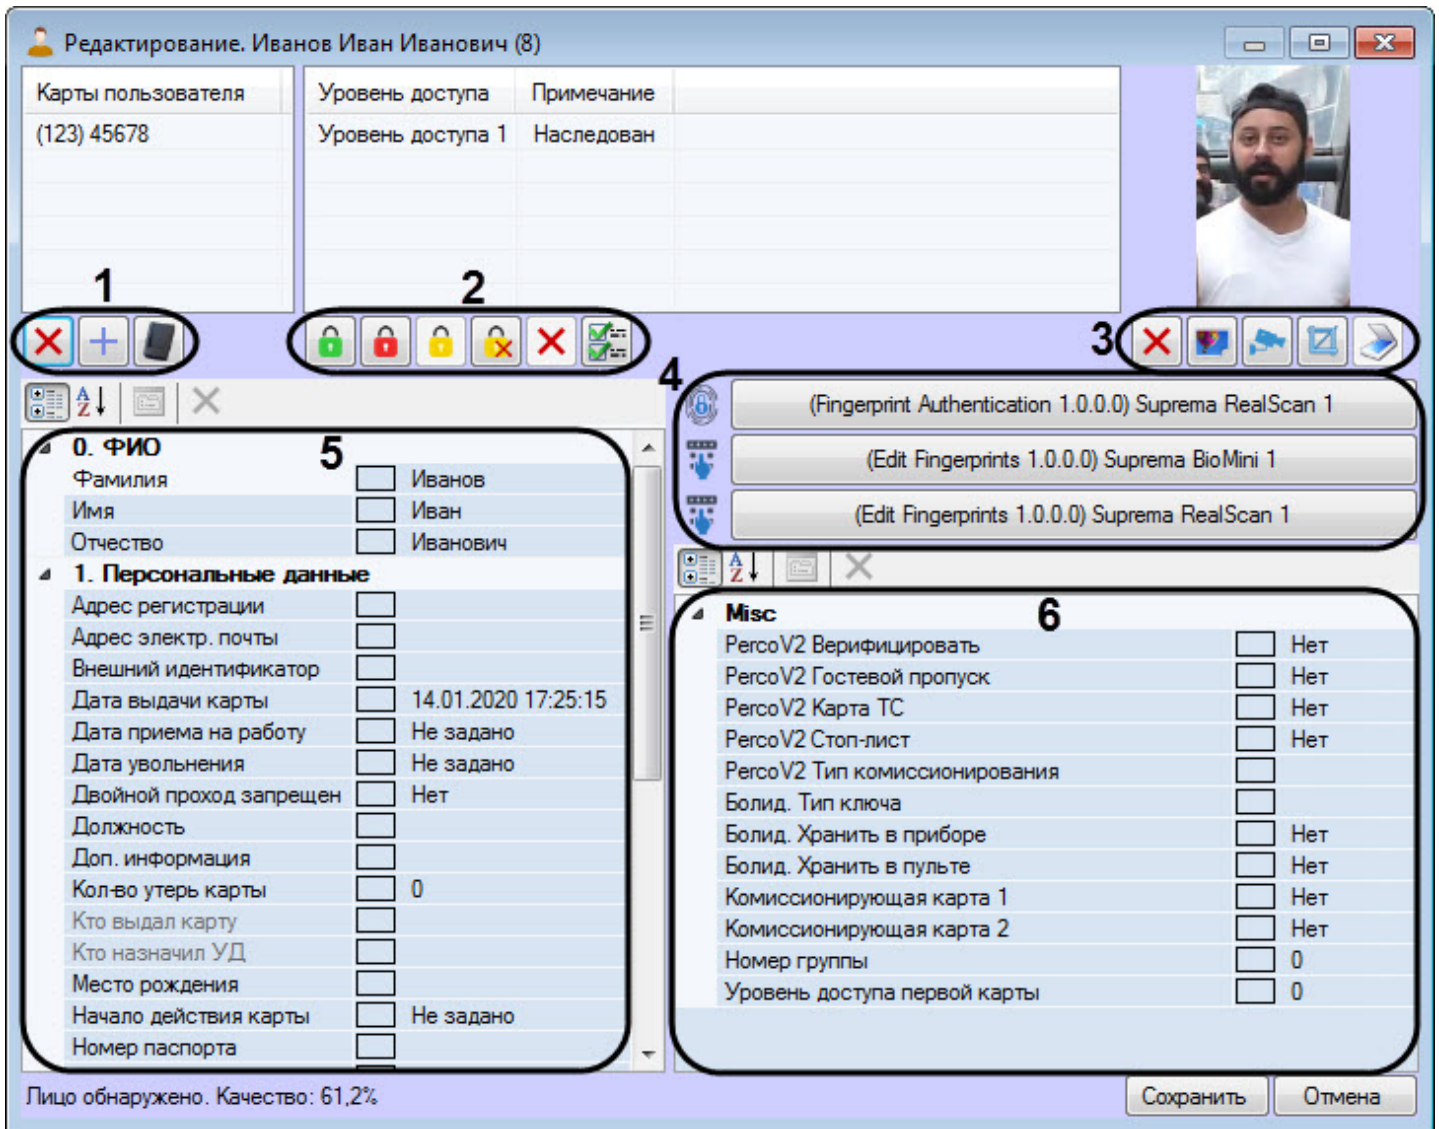 Редактирование. Иванов Иван Иванович (8)
Карты пользователя
(123) 45678
Уровень доступа Примечание
Уровень доступа 1 Наследован
1
2
3
4
(Fingerprint Authentication 1.0.0.0) Suprema RealScan 1
(Edit Fingerprints 1.0.0.0) Suprema BioMini 1
(Edit Fingerprints 1.0.0.0) Suprema RealScan 1
A
Z
5
0. ФИО
Фамилия Иванов
Имя Иван
Отчество Иванович
1. Персональные данные
Адрес регистрации
Адрес электр. почты
Внешний идентификатор
Дата выдачи карты 14.01.2020 17:25:15
Дата приема на работу Не задано
Дата увольнения Не задано
Двойной проход запрещен Нет
Должность
Доп. информация
Кол-во утерь карты 0
Кто выдал карту
Кто назначил УД
Место рождения
Начало действия карты Не задано
Номер паспорта
A
Z
6
Misc
PercoV2 Верифицировать Нет
PercoV2 Гостевой пропуск Нет
PercoV2 Карта ТС Нет
PercoV2 Стоп-лист Нет
PercoV2 Тип комиссионирования
Болид. Тип ключа
Болид. Хранить в приборе Нет
Болид. Хранить в пульте Нет
Комиссионирующая карта 1 Нет
Комиссионирующая карта 2 Нет
Номер группы 0
Уровень доступа первой карты 0
Лицо обнаружено. Качество: 61,2%
Сохранить
Отмена